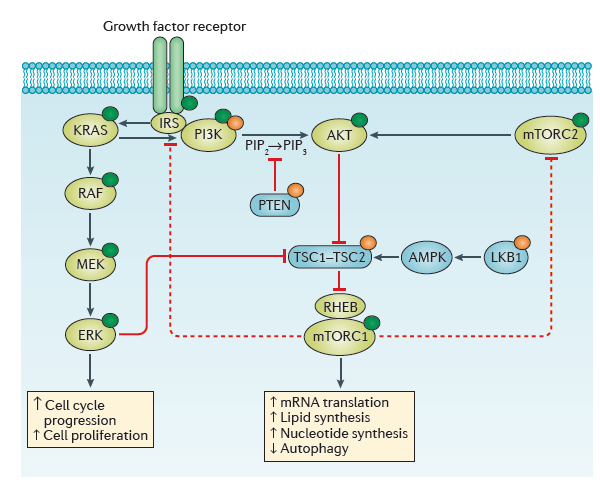 Growth factor receptor
IRS
KRAS
PI3K
PIP2→PIP3
AKT
mTORC2
RAF
PTEN
MEK
TSC1–TSC2
AMPK
LKB1
RHEB
mTORC1
ERK
↑ Cell cycle
progression
↑ Cell proliferation
↑ mRNA translation
↑ Lipid synthesis
↑ Nucleotide synthesis
↓ Autophagy